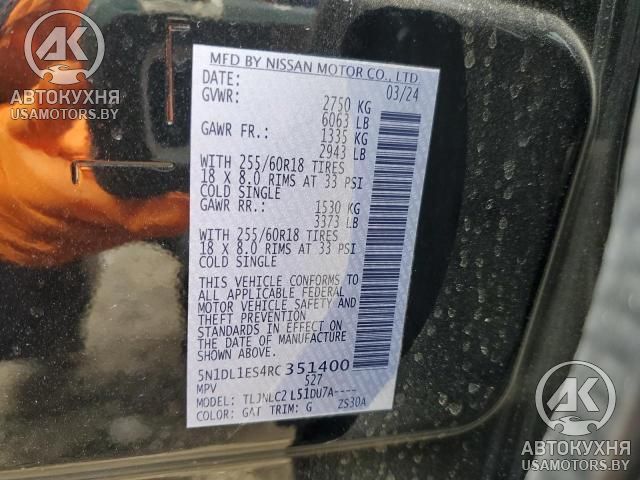 AK
АВТОКУХНЯ
USAMOTORS.BY
MFD BY NISSAN MOTOR CO., LTD
DATE: 03/24
GVWR: 2750 KG
6063 LB
GAWR FR.: 1335 KG
2943 LB
WITH 255/60R18 TIRES
18 X 8.0 RIMS AT 33 PSI
COLD SINGLE
GAWR RR.: 1530 KG
3373 LB
WITH 255/60R18 TIRES
18 X 8.0 RIMS AT 33 PSI
COLD SINGLE
THIS VEHICLE CONFORMS TO
ALL APPLICABLE FEDERAL
MOTOR VEHICLE SAFETY AND
THEFT PREVENTION
STANDARDS IN EFFECT ON
THE DATE OF MANUFACTURE
SHOWN ABOVE.
5N1DL1ES4RC351400
MPV 527
MODEL: TLJNLC2 L51DU7A----
COLOR: GAT TRIM: G ZS30A
AK
АВТОКУХНЯ
USAMOTORS.BY